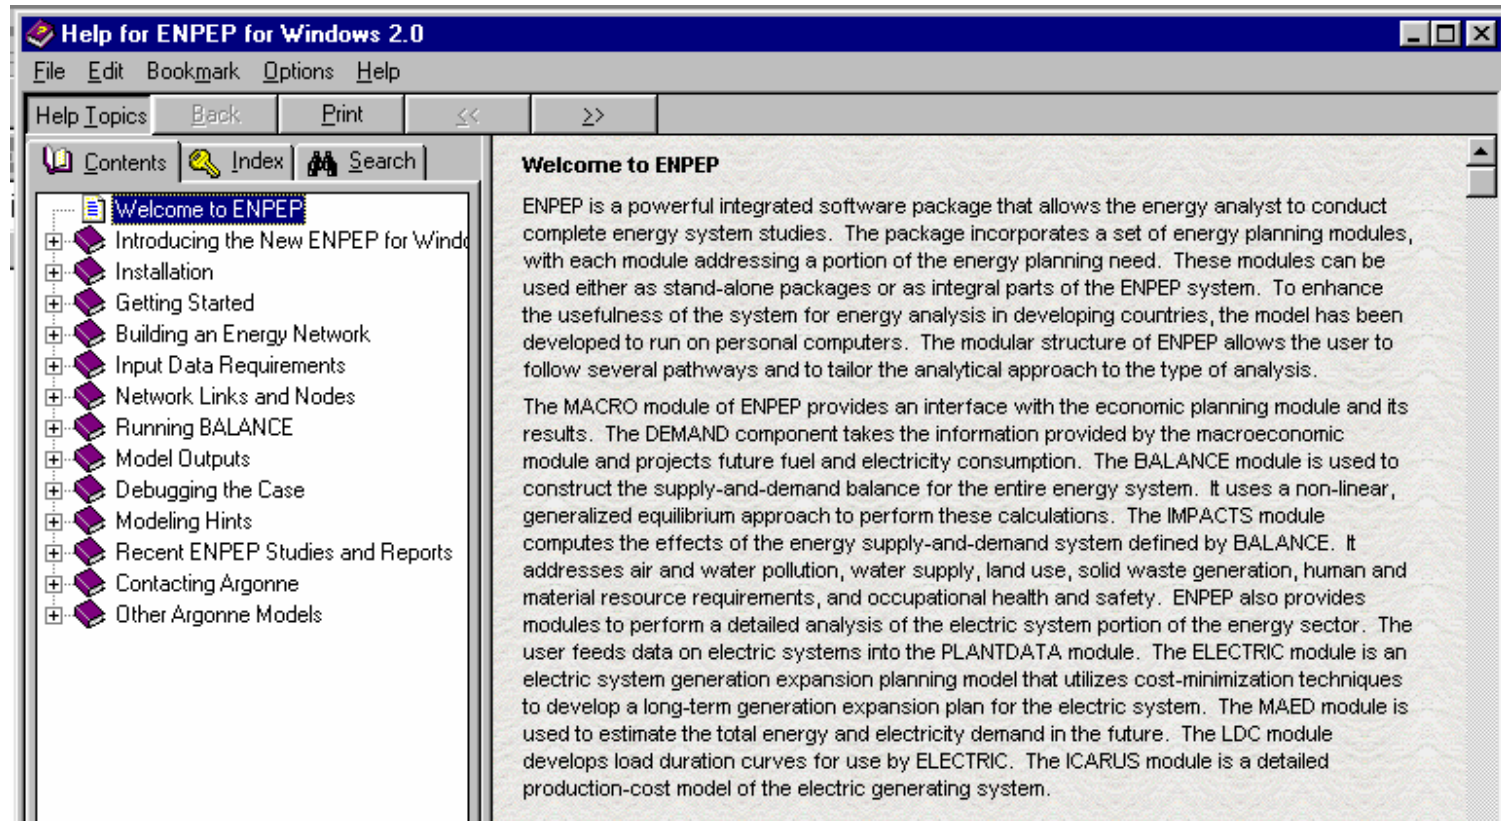 Help for ENPEP for Windows 2.0
File Edit Bookmark Options Help
Help Topics Back Print << >>
Contents Index Search
Welcome to ENPEP
Introducing the New ENPEP for Windo
Installation
Getting Started
Building an Energy Network
Input Data Requirements
Network Links and Nodes
Running BALANCE
Model Outputs
Debugging the Case
Modeling Hints
Recent ENPEP Studies and Reports
Contacting Argonne
Other Argonne Models
Welcome to ENPEP
ENPEP is a powerful integrated software package that allows the energy analyst to conduct
complete energy system studies. The package incorporates a set of energy planning modules,
with each module addressing a portion of the energy planning need. These modules can be
used either as stand-alone packages or as integral parts of the ENPEP system. To enhance
the usefulness of the system for energy analysis in developing countries, the model has been
developed to run on personal computers. The modular structure of ENPEP allows the user to
follow several pathways and to tailor the analytical approach to the type of analysis.
The MACRO module of ENPEP provides an interface with the economic planning module and its
results. The DEMAND component takes the information provided by the macroeconomic
module and projects future fuel and electricity consumption. The BALANCE module is used to
construct the supply-and-demand balance for the entire energy system. It uses a non-linear,
generalized equilibrium approach to perform these calculations. The IMPACTS module
computes the effects of the energy supply-and-demand system defined by BALANCE. It
addresses air and water pollution, water supply, land use, solid waste generation, human and
material resource requirements, and occupational health and safety. ENPEP also provides
modules to perform a detailed analysis of the electric system portion of the energy sector. The
user feeds data on electric systems into the PLANTDATA module. The ELECTRIC module is an
electric system generation expansion planning model that utilizes cost-minimization techniques
to develop a long-term generation expansion plan for the electric system. The MAED module is
used to estimate the total energy and electricity demand in the future. The LDC module
develops load duration curves for use by ELECTRIC. The ICARUS module is a detailed
production-cost model of the electric generating system.